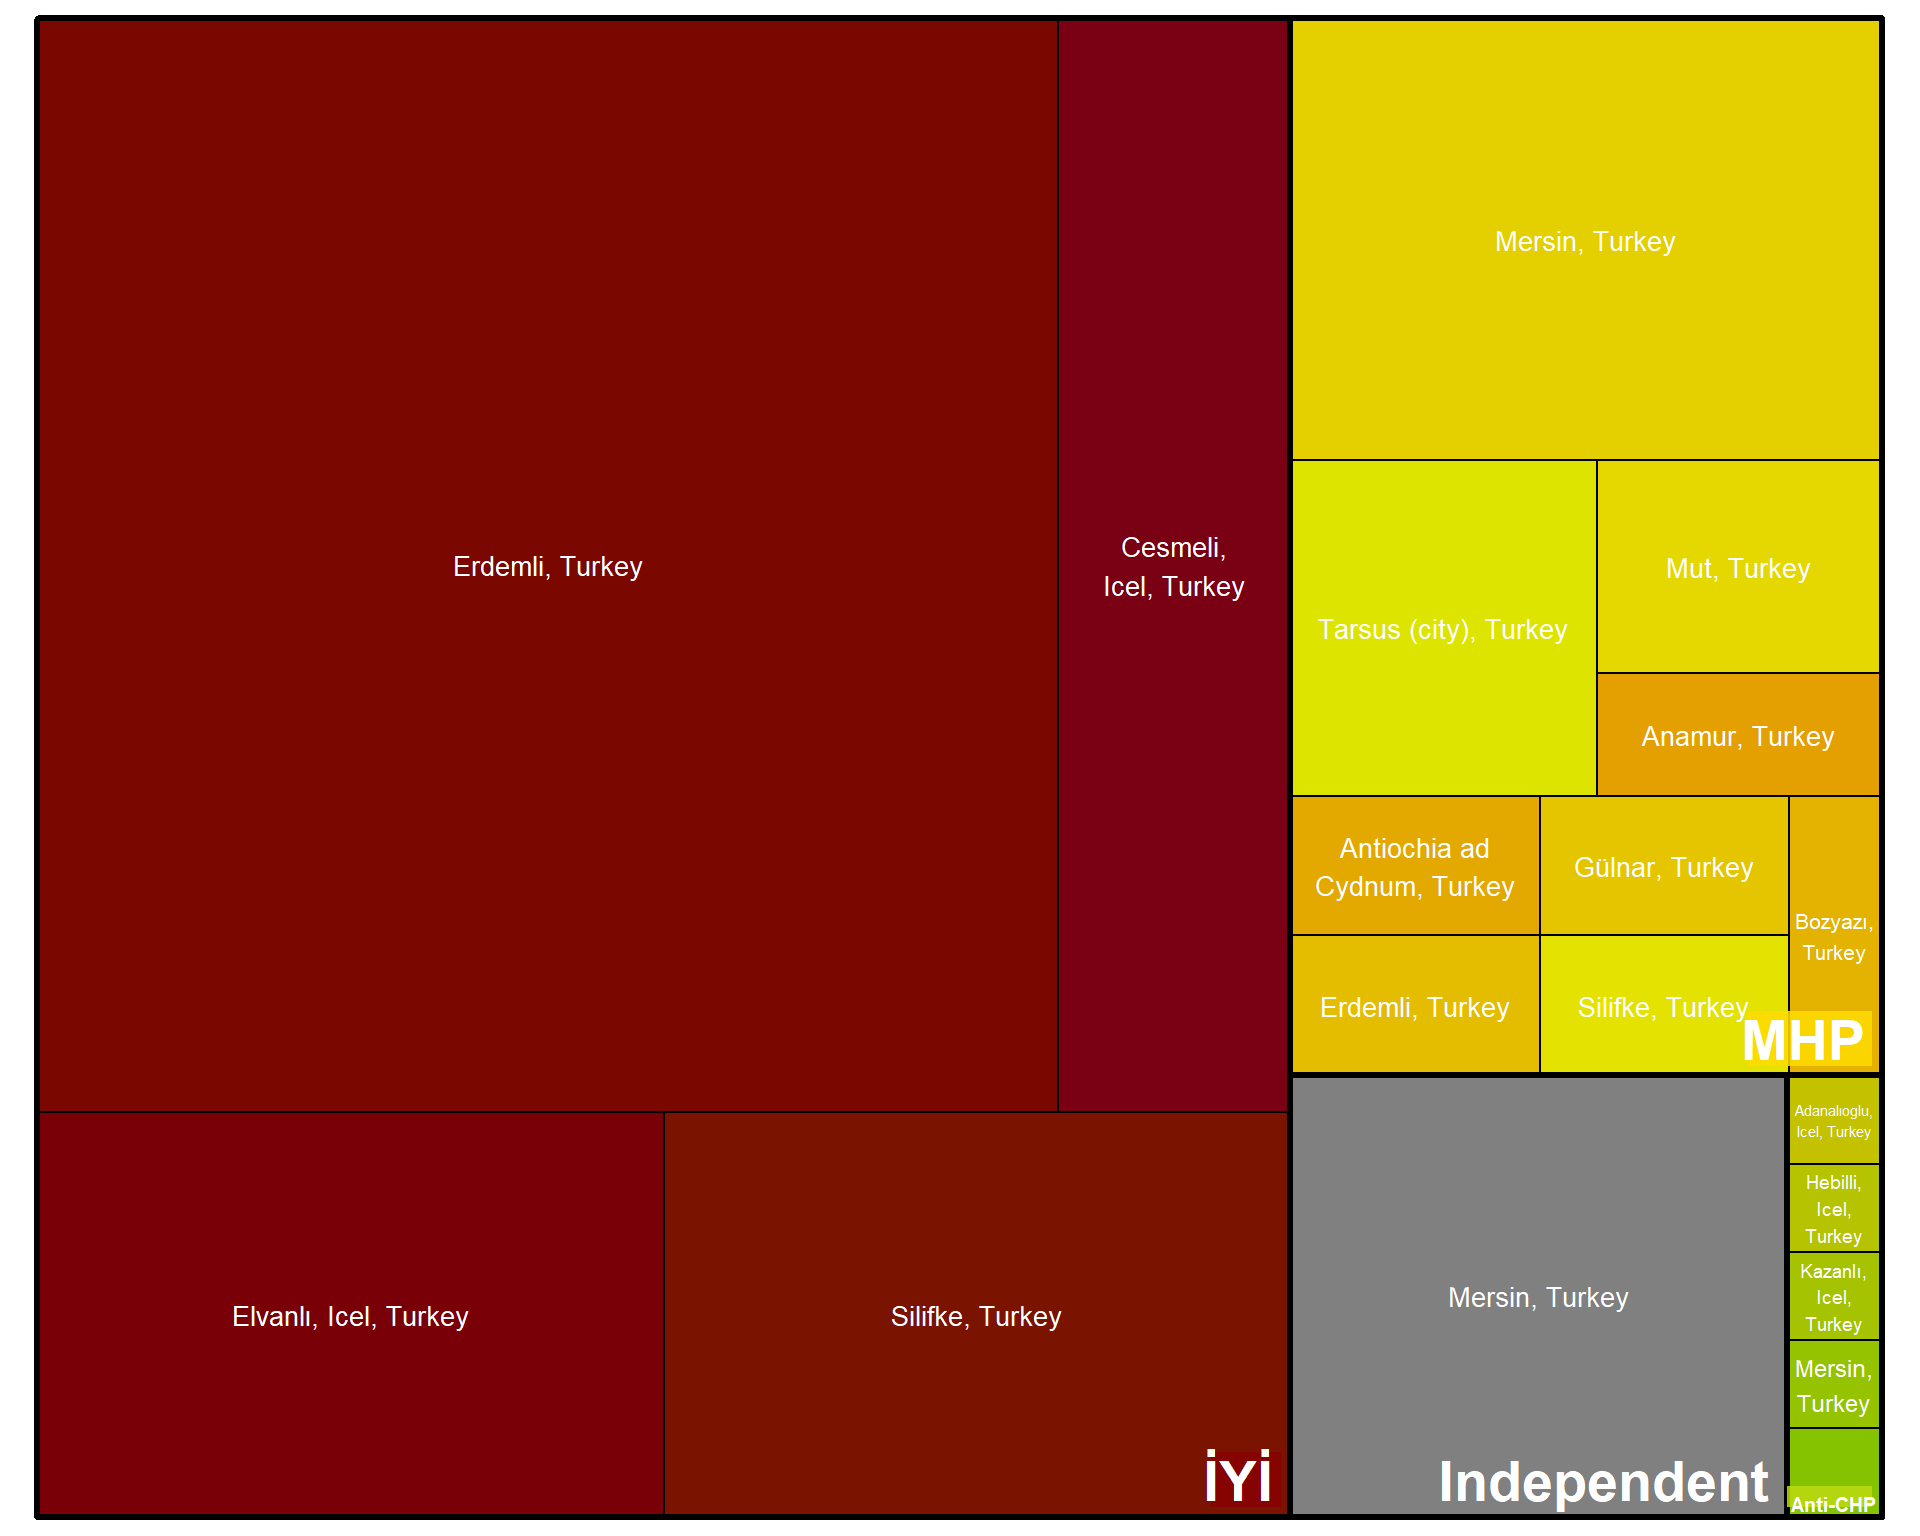 Erdemli, Turkey
Cesmeli,
Icel, Turkey
Elvanlı, Icel, Turkey
Silifke, Turkey
İYİ
Mersin, Turkey
Tarsus (city), Turkey
Mut, Turkey
Anamur, Turkey
Antiochia ad
Cydnum, Turkey
Gülnar, Turkey
Bozyazı,
Turkey
Erdemli, Turkey
Silifke, Turkey
MHP
Mersin, Turkey
Independent
Adanalıoglu,
Icel, Turkey
Hebilli,
Icel,
Turkey
Kazanlı,
Icel,
Turkey
Mersin,
Turkey
Anti-CHP